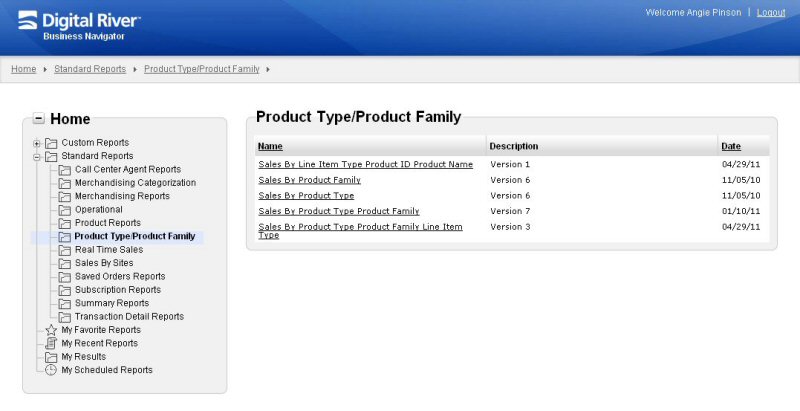 Digital River
Business Navigator
Welcome Angie Pinson | Logout
Home Standard Reports Product Type/Product Family
Home
Custom Reports
Standard Reports
Call Center Agent Reports
Merchandising Categorization
Merchandising Reports
Operational
Product Reports
Product Type/Product Family
Real Time Sales
Sales By Sites
Saved Orders Reports
Subscription Reports
Summary Reports
Transaction Detail Reports
My Favorite Reports
My Recent Reports
My Results
My Scheduled Reports
Product Type/Product Family
Name Description Date
Sales By Line Item Type Product ID Product Name Version 1 04/29/11
Sales By Product Family Version 6 11/05/10
Sales By Product Type Version 6 11/05/10
Sales By Product Type Product Family Version 7 01/10/11
Sales By Product Type Product Family Line Item Version 3 04/29/11
Type